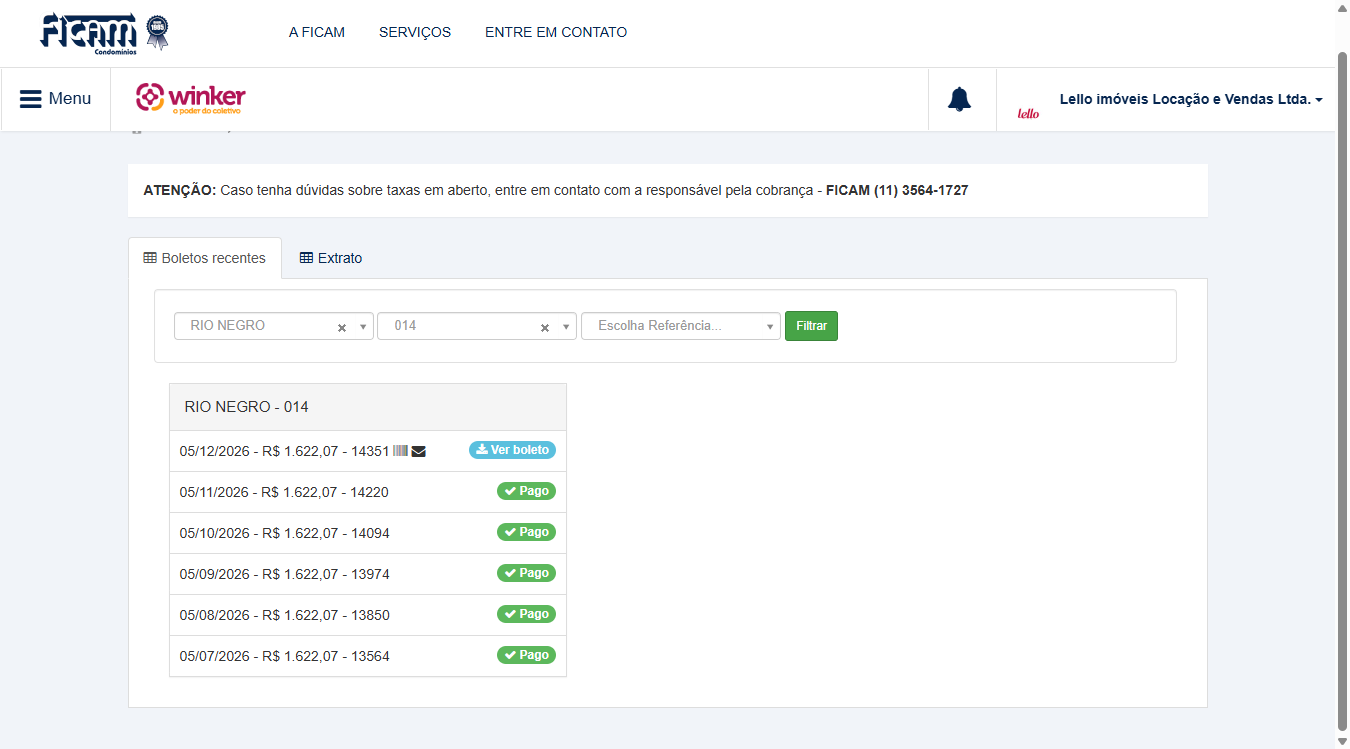 FICAM
Condomínios
A FICAM SERVIÇOS ENTRE EM CONTATO
Menu
winker
o poder do coletivo
lello
Lello imóveis Locação e Vendas Ltda.
ATENÇÃO: Caso tenha dúvidas sobre taxas em aberto, entre em contato com a responsável pela cobrança - FICAM (11) 3564-1727
Boletos recentes Extrato
RIO NEGRO × 014 × Escolha Referência... Filtrar
RIO NEGRO - 014
05/12/2026 - R$ 1.622,07 - 14351 Ver boleto
05/11/2026 - R$ 1.622,07 - 14220 Pago
05/10/2026 - R$ 1.622,07 - 14094 Pago
05/09/2026 - R$ 1.622,07 - 13974 Pago
05/08/2026 - R$ 1.622,07 - 13850 Pago
05/07/2026 - R$ 1.622,07 - 13564 Pago